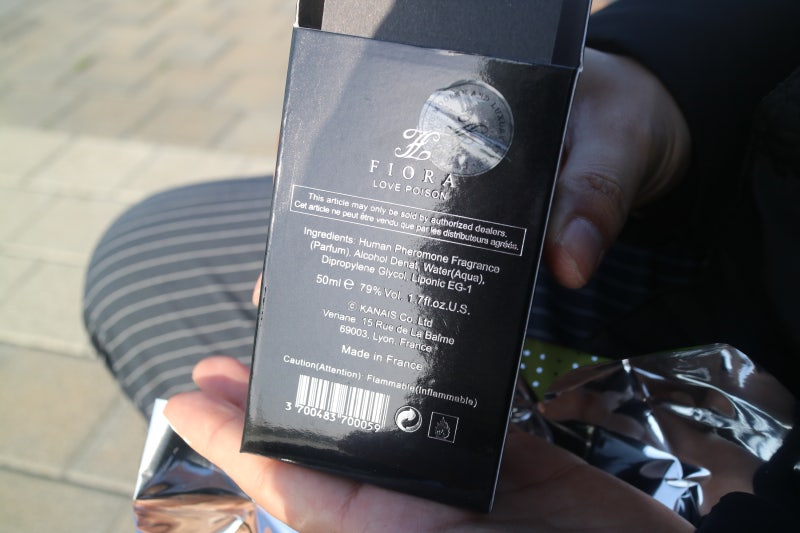 FIORA
LOVE POISON
This article may only be sold by authorized dealers.
Cet article ne peut être vendu que par les distributeurs agréés.
Ingredients: Human Pheromone Fragrance
(Parfum), Alcohol Denat, Water(Aqua),
Dipropylene Glycol, Liponic EG-1
50ml e 79% Vol. 1.7fl.oz.U.S.
© KANAIS Co. Ltd
Veriane 15 Rue de La Balme
69003, Lyon, France
Made in France
Caution(Attention): Flammable(Inflammable)
3 700483 700059